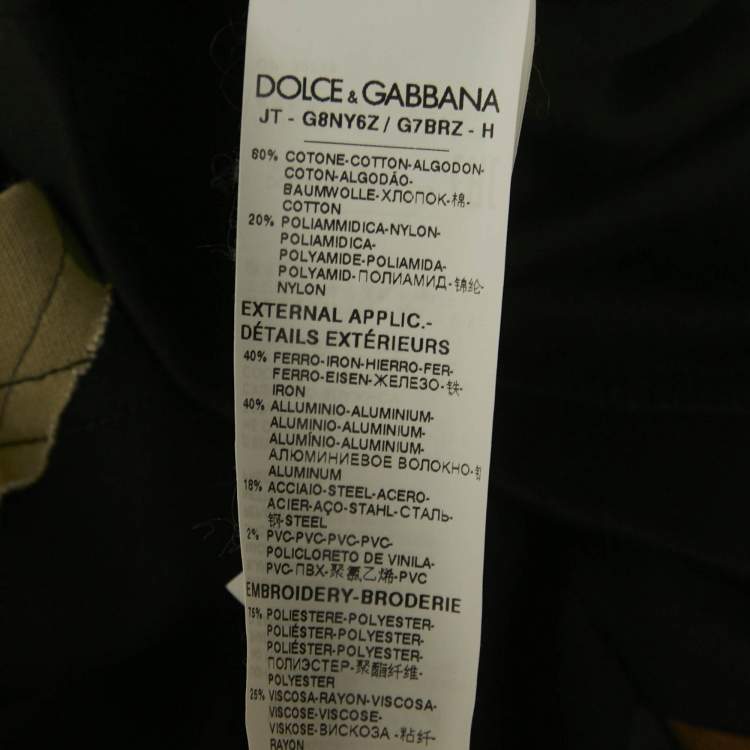 DOLCE & GABBANA
JT - G8NY6Z / G7BRZ - H
60% COTONE-COTTON-ALGODON-
COTON-ALGODÃO-
BAUMWOLLE-ХЛОПОК-棉-
COTTON
20% POLIAMMIDICA-NYLON-
POLIAMIDICA-
POLYAMIDE-POLIAMIDA-
POLYAMID-ПОЛИАМИД-锦纶-
NYLON
EXTERNAL APPLIC.-
DÉTAILS EXTÉRIEURS
40% FERRO-IRON-HIERRO-FER-
FERRO-EISEN-ЖЕЛЕЗО-铁-
IRON
40% ALLUMINIO-ALUMINIUM-
ALUMINIO-ALUMINIUM-
ALUMÍNIO-ALUMINIUM-
АЛЮМИНИЕВОЕ ВОЛОКНО-
ALUMINUM
18% ACCIAIO-STEEL-ACERO-
ACIER-AÇO-STAHL-СТАЛЬ-
钢-STEEL
2% PVC-PVC-PVC-PVC-
POLICLORETO DE VINILA-
PVC-ПВХ-聚氯乙烯-PVC
EMBROIDERY-BRODERIE
75% POLIESTERE-POLYESTER-
POLIÉSTER-POLYESTER-
POLIÉSTER-POLYESTER-
ПОЛИЭСТЕР-聚酯纤维-
POLYESTER
25% VISCOSA-RAYON-VISCOSA-
VISCOSE-VISCOSE-
VISKOSE-ВИСКОЗА -粘纤-
RAYON